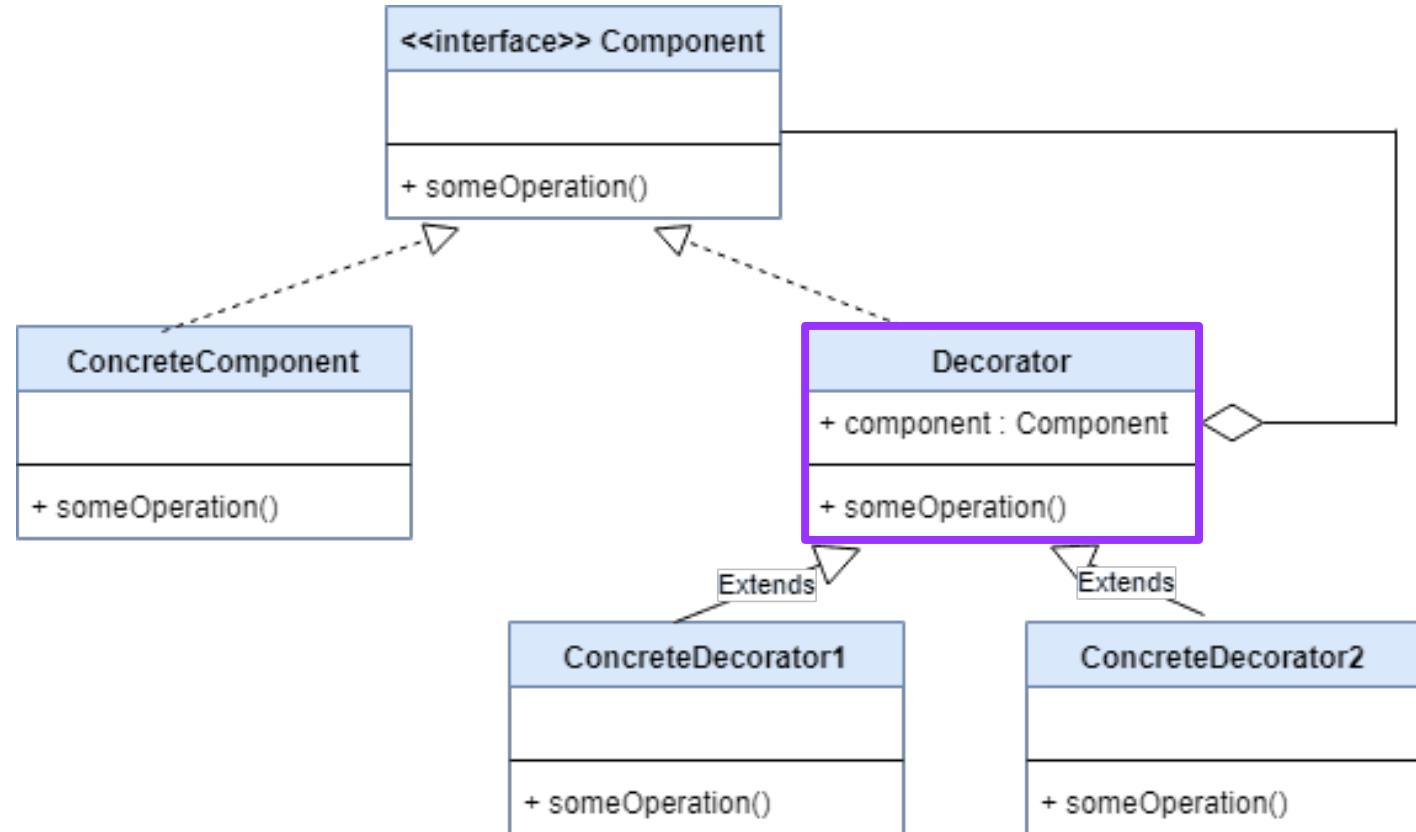 <<interface>> Component
+ someOperation()
ConcreteComponent
+ someOperation()
Decorator
+ component : Component
+ someOperation()
Extends
Extends
ConcreteDecorator1
+ someOperation()
ConcreteDecorator2
+ someOperation()